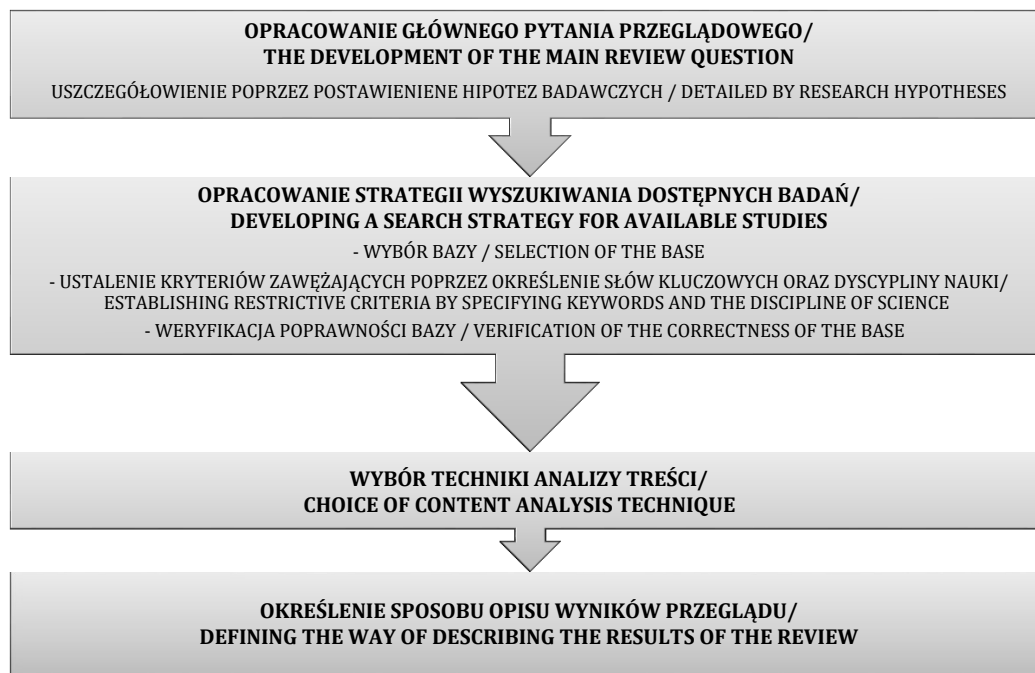 OPRACOWANIE GŁÓWNEGO PYTANIA PRZEGLĄDOWEGO/
THE DEVELOPMENT OF THE MAIN REVIEW QUESTION
USZCZEGÓŁOWIENIE POPRZEZ POSTAWIENIENE HIPOTEZ BADAWCZYCH / DETAILED BY RESEARCH HYPOTHESES
OPRACOWANIE STRATEGII WYSZUKIWANIA DOSTĘPNYCH BADAŃ/
DEVELOPING A SEARCH STRATEGY FOR AVAILABLE STUDIES
- WYBÓR BAZY / SELECTION OF THE BASE
- USTALENIE KRYTERIÓW ZAWĘŻAJĄCYCH POPRZEZ OKREŚLENIE SŁÓW KLUCZOWYCH ORAZ DYSCYPLINY NAUKI/
ESTABLISHING RESTRICTIVE CRITERIA BY SPECIFYING KEYWORDS AND THE DISCIPLINE OF SCIENCE
- WERYFIKACJA POPRAWNOŚCI BAZY / VERIFICATION OF THE CORRECTNESS OF THE BASE
WYBÓR TECHNIKI ANALIZY TREŚCI/
CHOICE OF CONTENT ANALYSIS TECHNIQUE
OKREŚLENIE SPOSOBU OPISU WYNIKÓW PRZEGLĄDU/
DEFINING THE WAY OF DESCRIBING THE RESULTS OF THE REVIEW